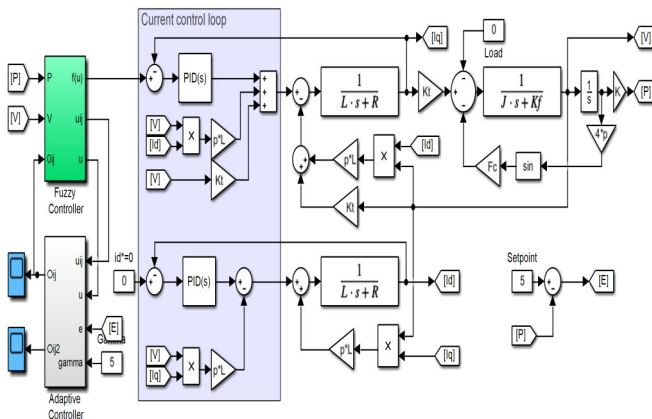 Current control loop
[Iq]
0
Load
[V]
[P]
P
f(u)
PID(s)
+
+
+
1
L · s+R
Kt
1
J · s+Kf
1
s
K
[P]
[V]
V
uij
[V]
[Id]
×
p*L
4*p
Oij
u
[V]
Kt
p*L
×
[Id]
Fc
sin
Fuzzy
Controller
Kt
id*=0
0
PID(s)
1
L · s+R
[Id]
Setpoint
5
[E]
[P]
Oij
uij
u
e
[E]
Oij2
gamma
5
[V]
[Iq]
×
p*L
p*L
×
[Iq]
Adaptive
Controller